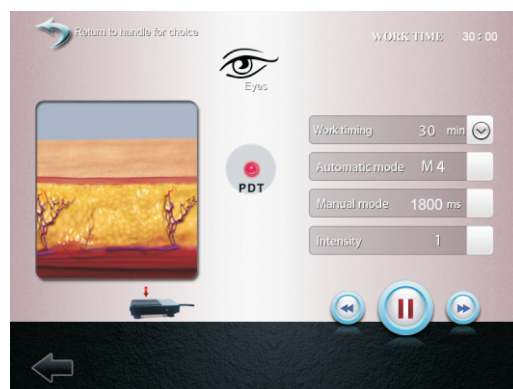 Return to handle for choice
WORK TIME 30 : 00
Eyes
Work timing 30 min
PDT
Automatic mode M 4
Manual mode 1800 ms
Intensity 1